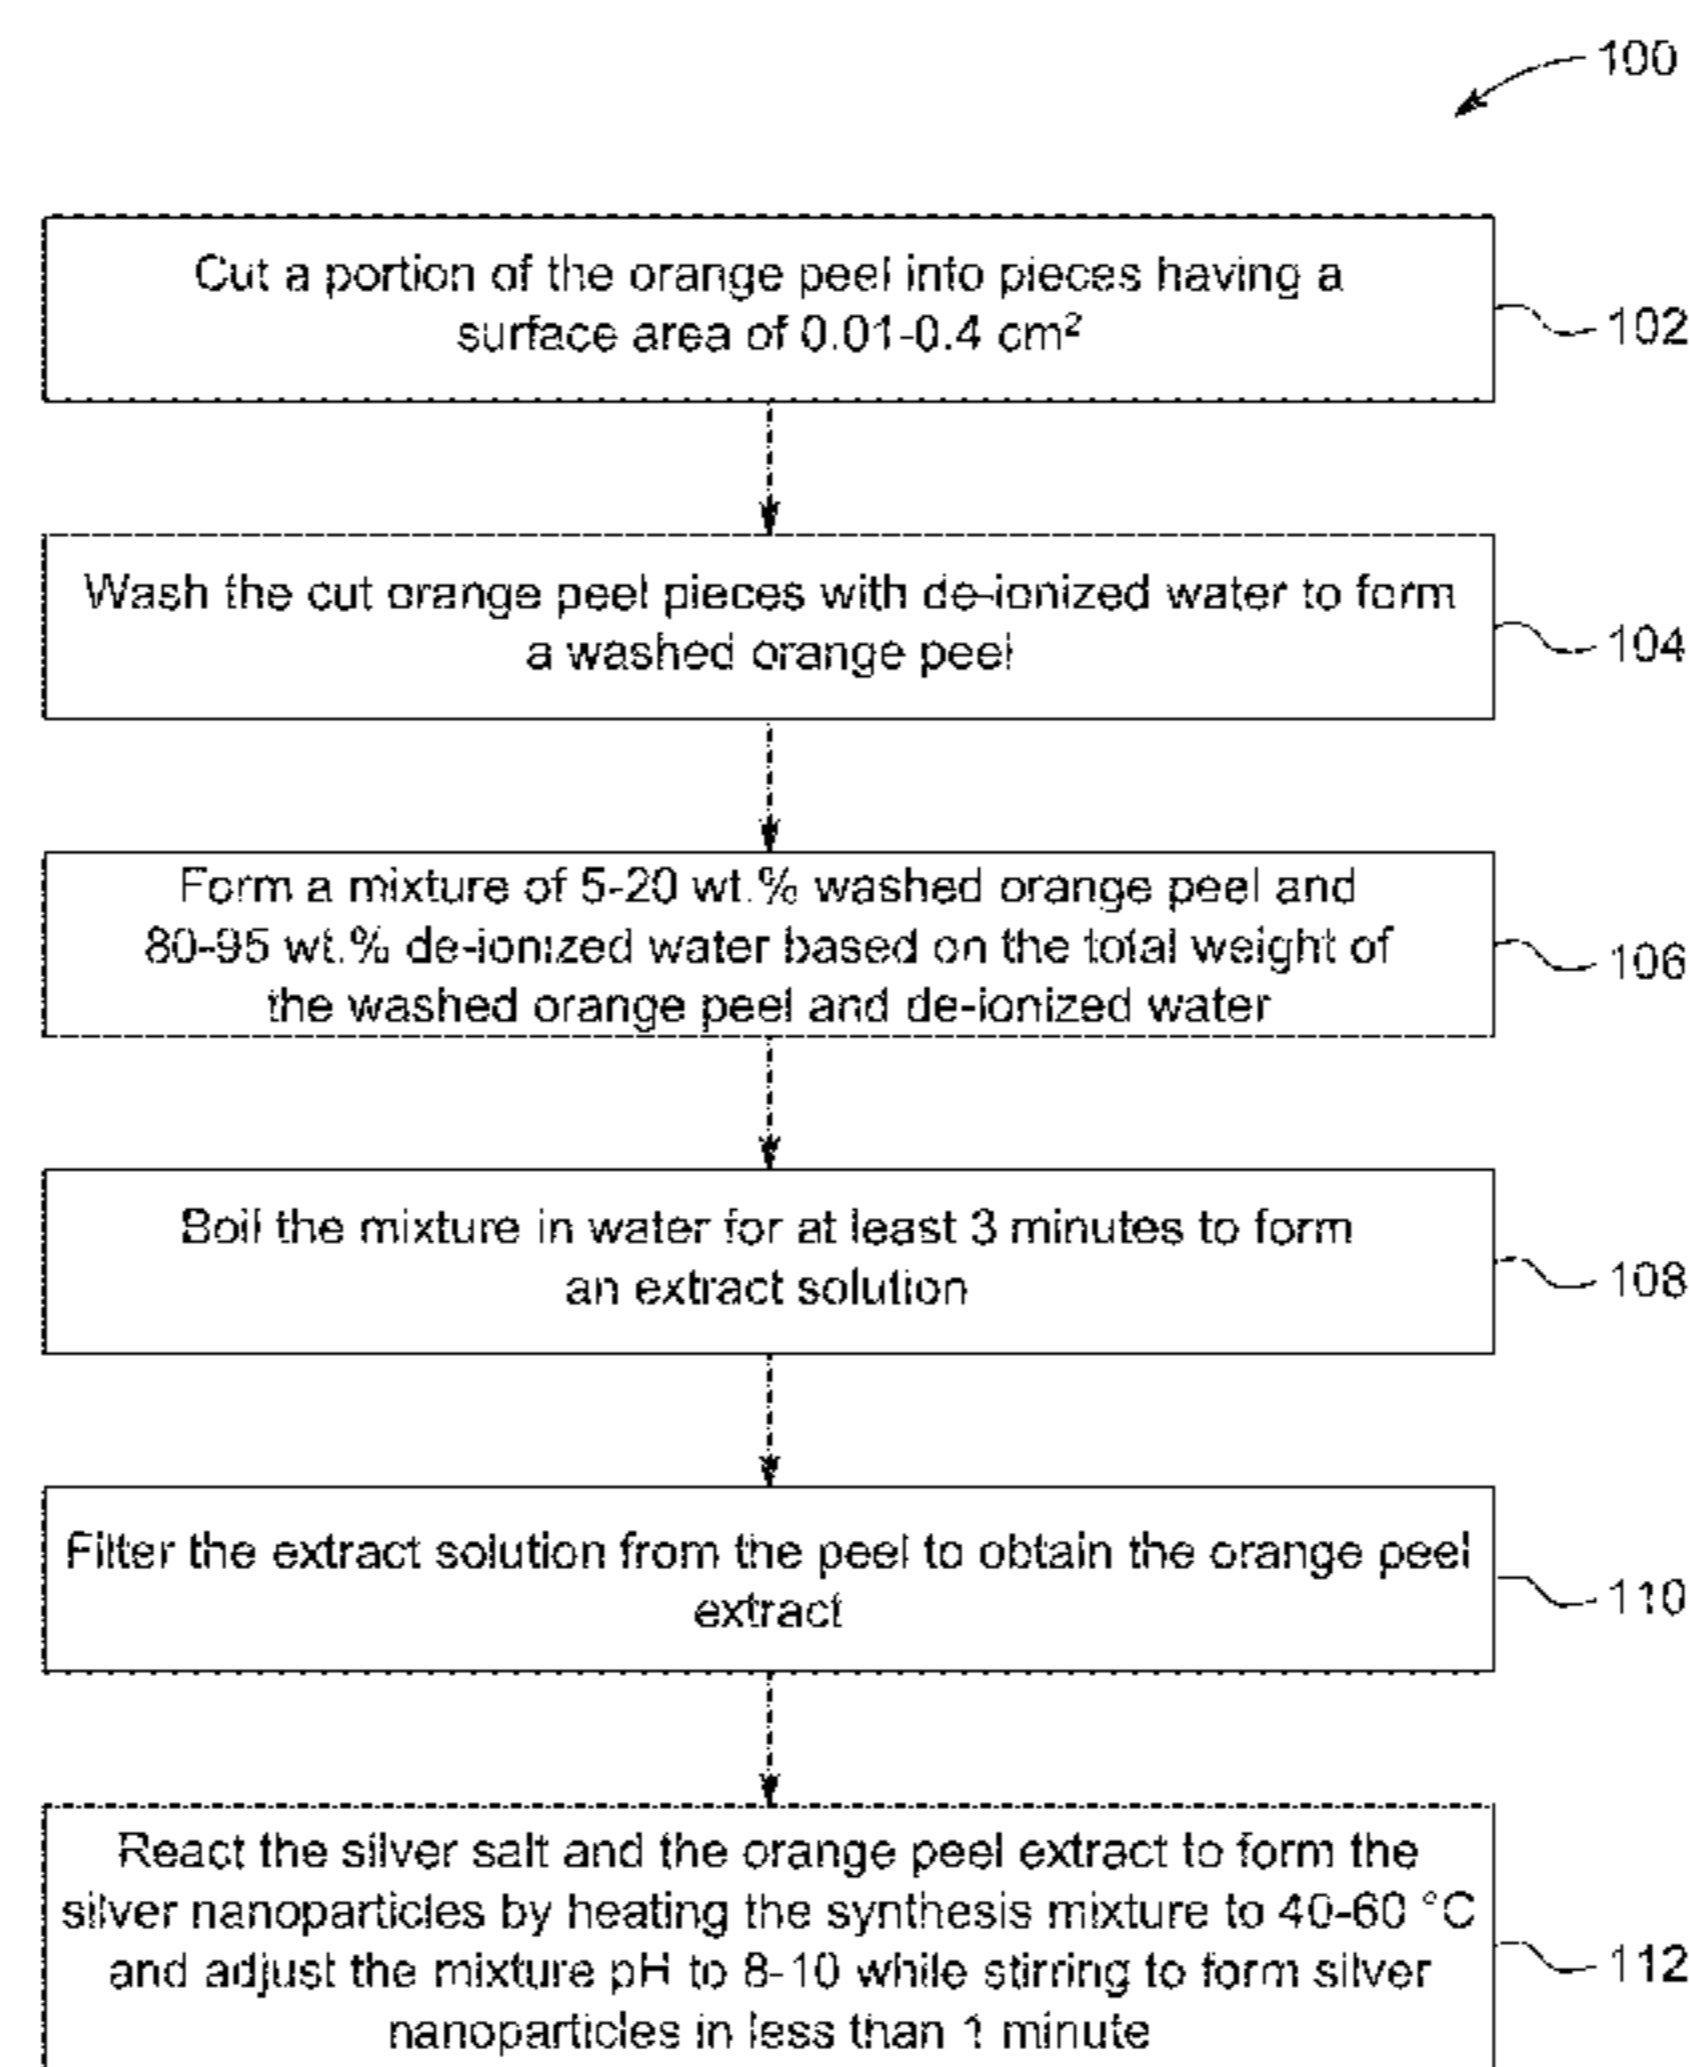 100
Cut a portion of the orange peel into pieces having a
surface area of 0.01-0.4 cm²
102
Wash the cut orange peel pieces with de-ionized water to form
a washed orange peel
104
Form a mixture of 5-20 wt.% washed orange peel and
80-95 wt.% de-ionized water based on the total weight of
the washed orange peel and de-ionized water
106
Boil the mixture in water for at least 3 minutes to form
an extract solution
108
Filter the extract solution from the peel to obtain the orange peel
extract
110
React the silver salt and the orange peel extract to form the
silver nanoparticles by heating the synthesis mixture to 40-60 °C
and adjust the mixture pH to 8-10 while stirring to form silver
nanoparticles in less than 1 minute
112